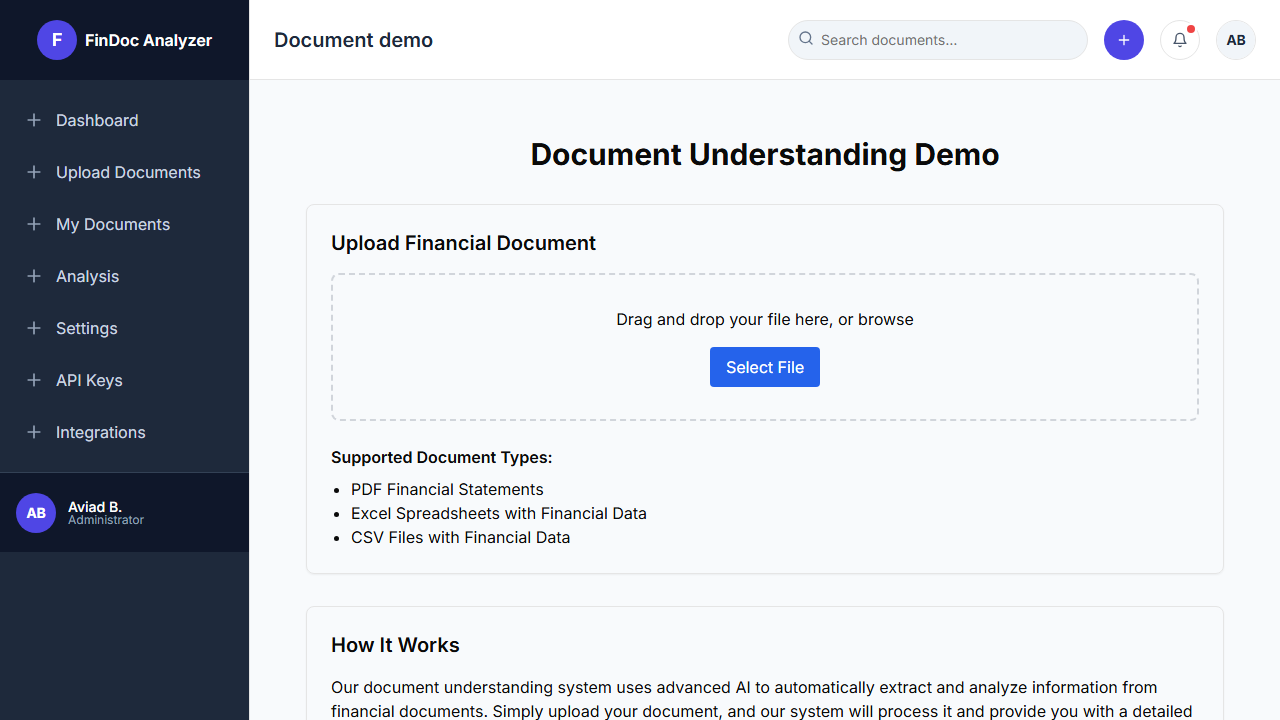 F FinDoc Analyzer
Dashboard
Upload Documents
My Documents
Analysis
Settings
API Keys
Integrations
AB Aviad B.
Administrator
Document demo
Search documents...
AB
Document Understanding Demo
Upload Financial Document
Drag and drop your file here, or browse
Select File
Supported Document Types:
• PDF Financial Statements
• Excel Spreadsheets with Financial Data
• CSV Files with Financial Data
How It Works
Our document understanding system uses advanced AI to automatically extract and analyze information from
financial documents. Simply upload your document, and our system will process it and provide you with a detailed